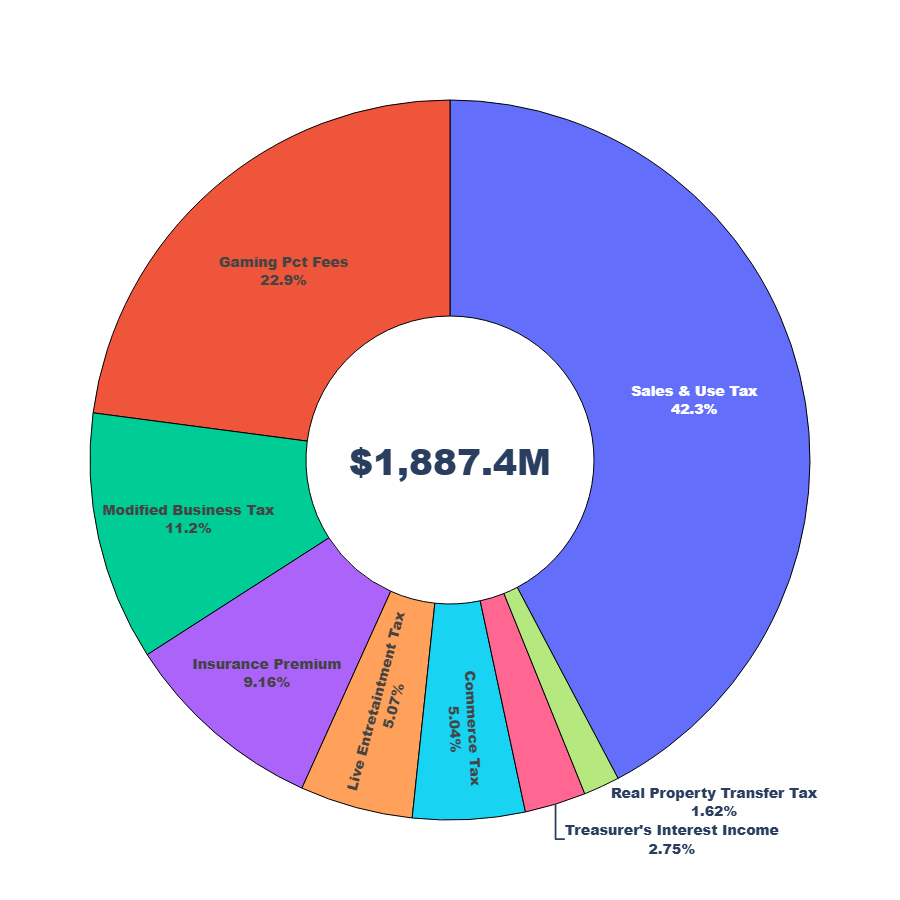 Gaming Pct Fees
22.9%
Sales & Use Tax
42.3%
$1,887.4M
Modified Business Tax
11.2%
Insurance Premium
9.16%
Live Entretaintment Tax
5.07%
Commerce Tax
5.04%
Real Property Transfer Tax
1.62%
Treasurer's Interest Income
2.75%